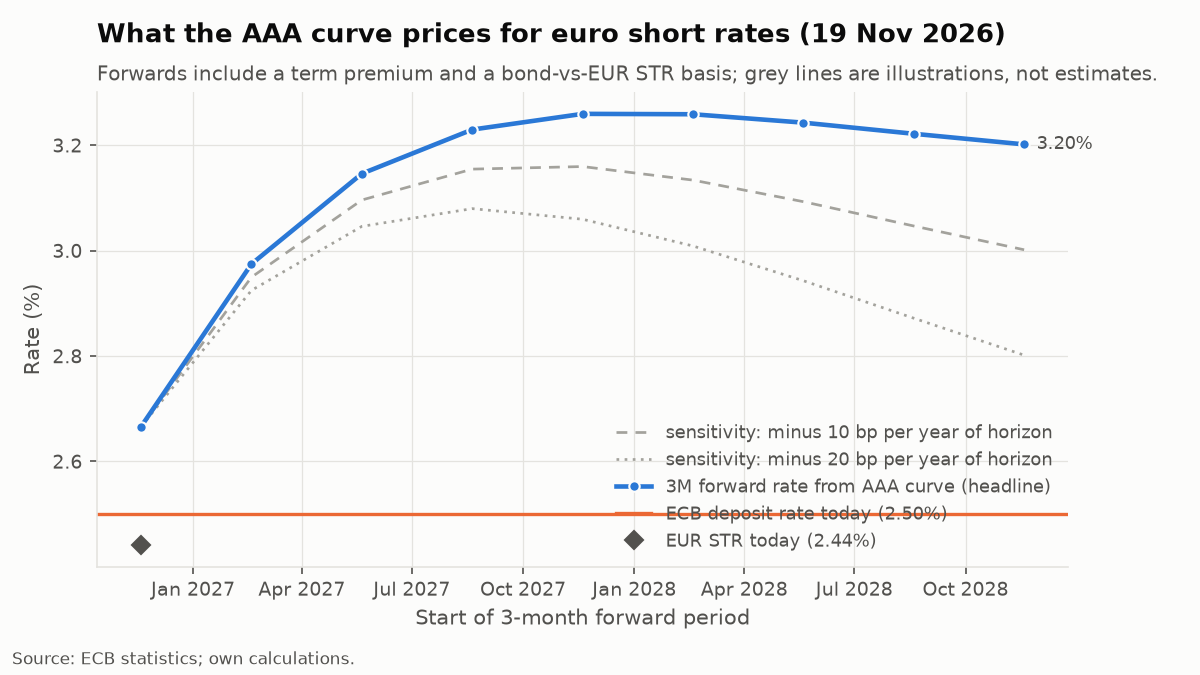 What the AAA curve prices for euro short rates (19 Nov 2026)
Forwards include a term premium and a bond-vs-EUR STR basis; grey lines are illustrations, not estimates.
3.2
3.0
2.8
2.6
Rate (%)
3.20%
sensitivity: minus 10 bp per year of horizon
sensitivity: minus 20 bp per year of horizon
3M forward rate from AAA curve (headline)
ECB deposit rate today (2.50%)
EUR STR today (2.44%)
Jan 2027 Apr 2027 Jul 2027 Oct 2027 Jan 2028 Apr 2028 Jul 2028 Oct 2028
Start of 3-month forward period
Source: ECB statistics; own calculations.